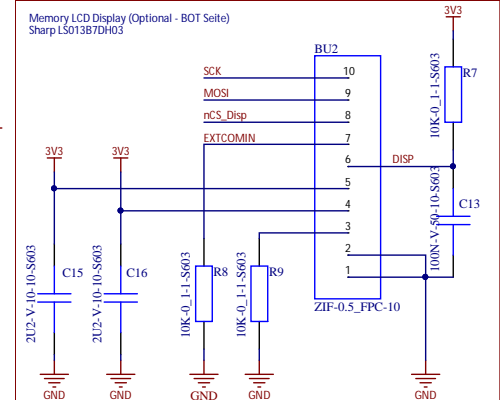 Memory LCD Display (Optional - BOT Seite)
Sharp LS013B7DH03
3V3
BU2
SCK
10
MOSI
9
nCS_Disp
8
EXTCOMIN
7
6
DISP
5
4
3
2
1
ZIF-0.5_FPC-10
R7
10K-0_1-1-S603
C13
100N-V-50-10-S603
3V3
3V3
C15
2U2-V-10-10-S603
C16
2U2-V-10-10-S603
R8
10K-0_1-1-S603
R9
10K-0_1-1-S603
GND
GND
GND
GND
GND